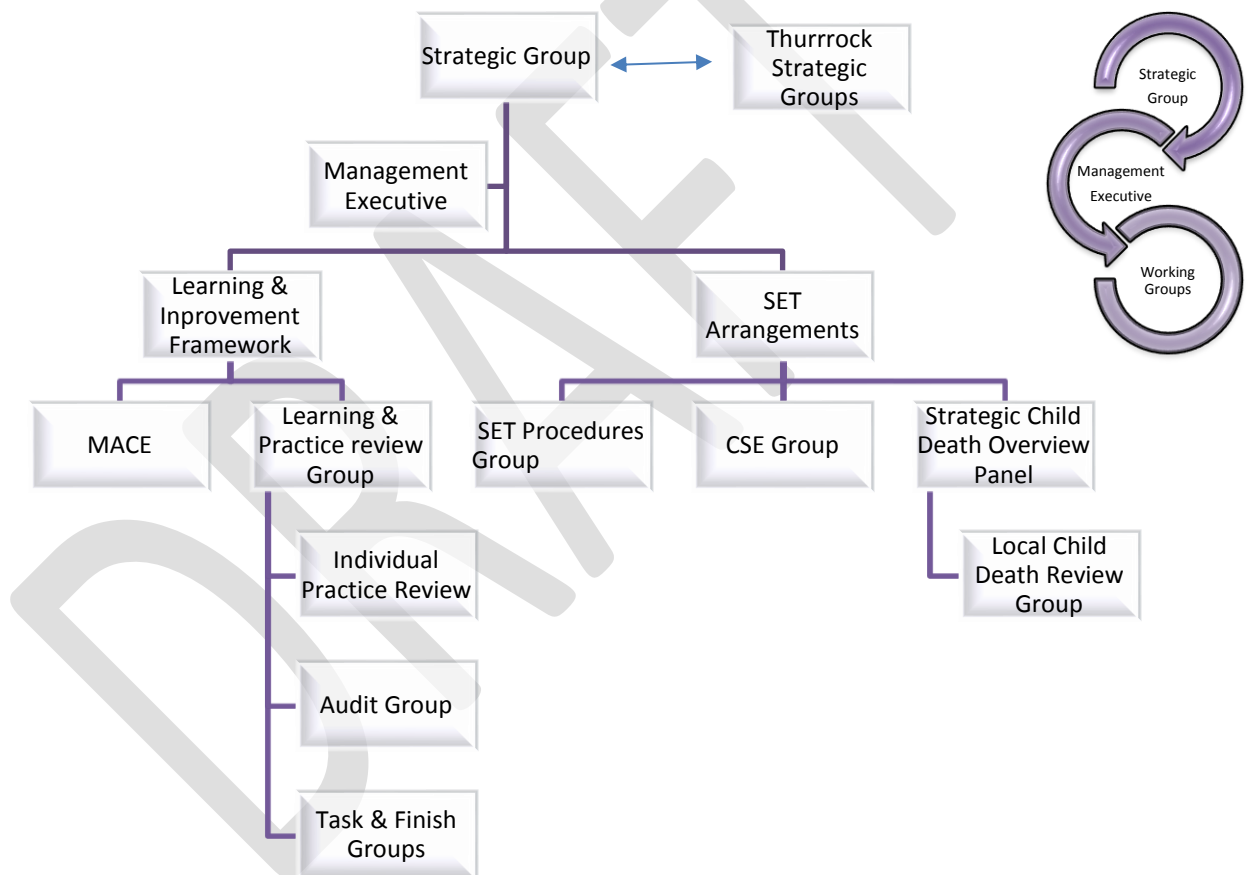 Strategic Group
Thurrrock
Strategic
Groups
Strategic
Group
Management
Executive
Working
Groups
Management
Executive
Learning &
Inprovement
Framework
SET
Arrangements
MACE
Learning &
Practice review
Group
SET Procedures
Group
CSE Group
Strategic Child
Death Overview
Panel
Individual
Practice Review
Local Child
Death Review
Group
Audit Group
Task & Finish
Groups
DRAFT